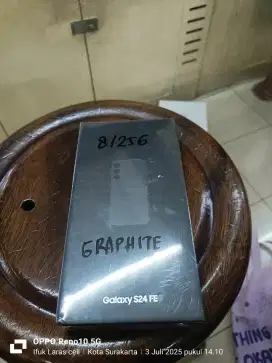 8/256
GRAPHITE
Galaxy S24 FE
OPPO Reno10 5G
tfuk Laras cell | Kota Surakarta | 3 Juli 2025 pukul 14.10